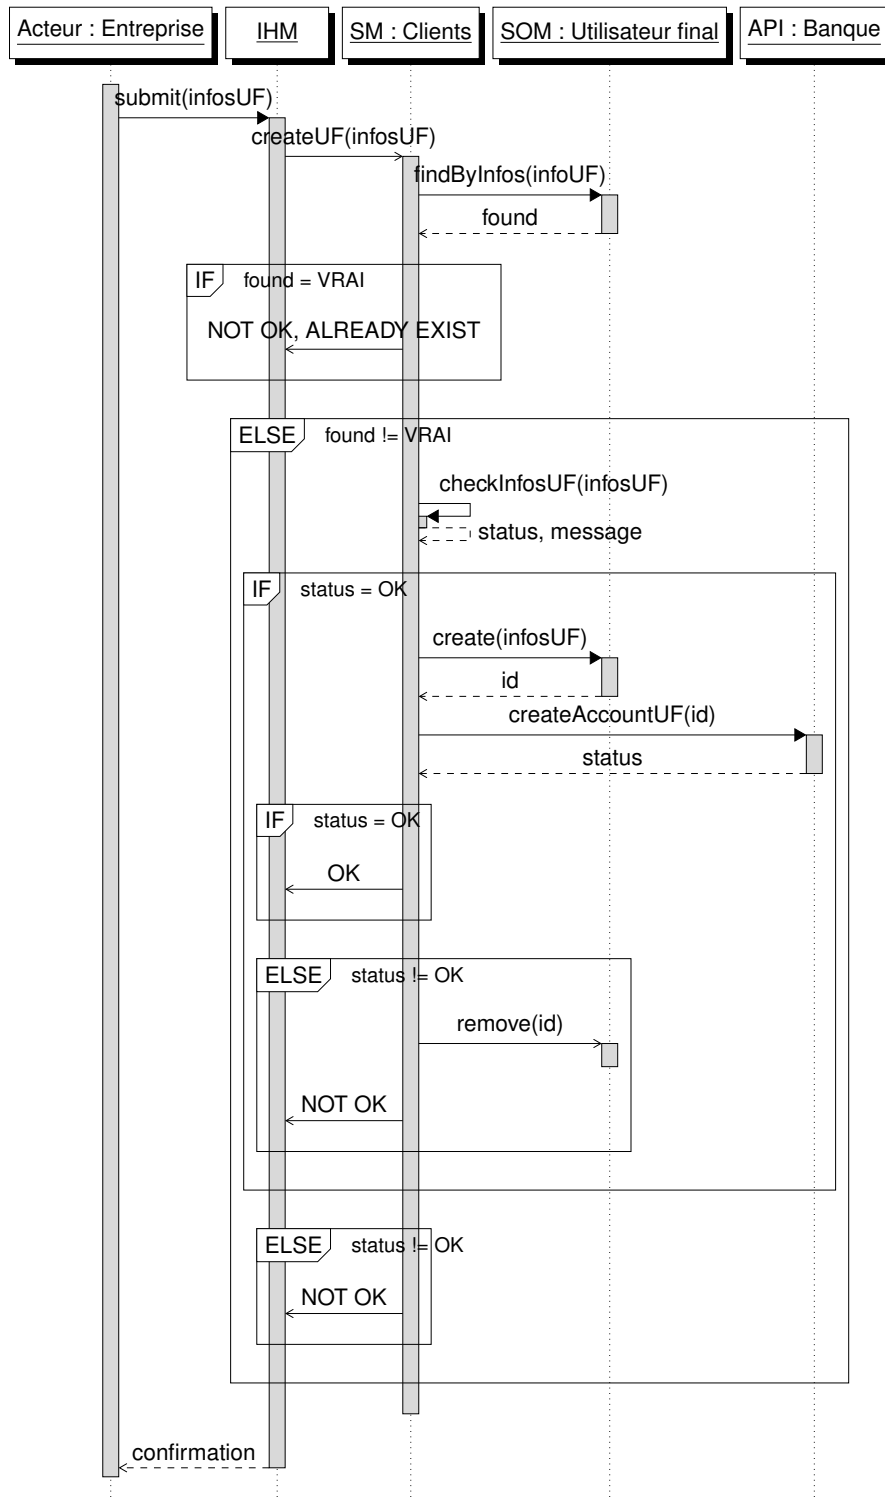 Acteur : Entreprise
IHM
SM : Clients
SOM : Utilisateur final
API : Banque
submit(infosUF)
createUF(infosUF)
findByInfos(infoUF)
found
IF found = VRAI
NOT OK, ALREADY EXIST
ELSE found != VRAI
checkInfosUF(infosUF)
status, message
IF status = OK
create(infosUF)
id
createAccountUF(id)
status
IF status = OK
OK
ELSE status != OK
remove(id)
NOT OK
ELSE status != OK
NOT OK
confirmation